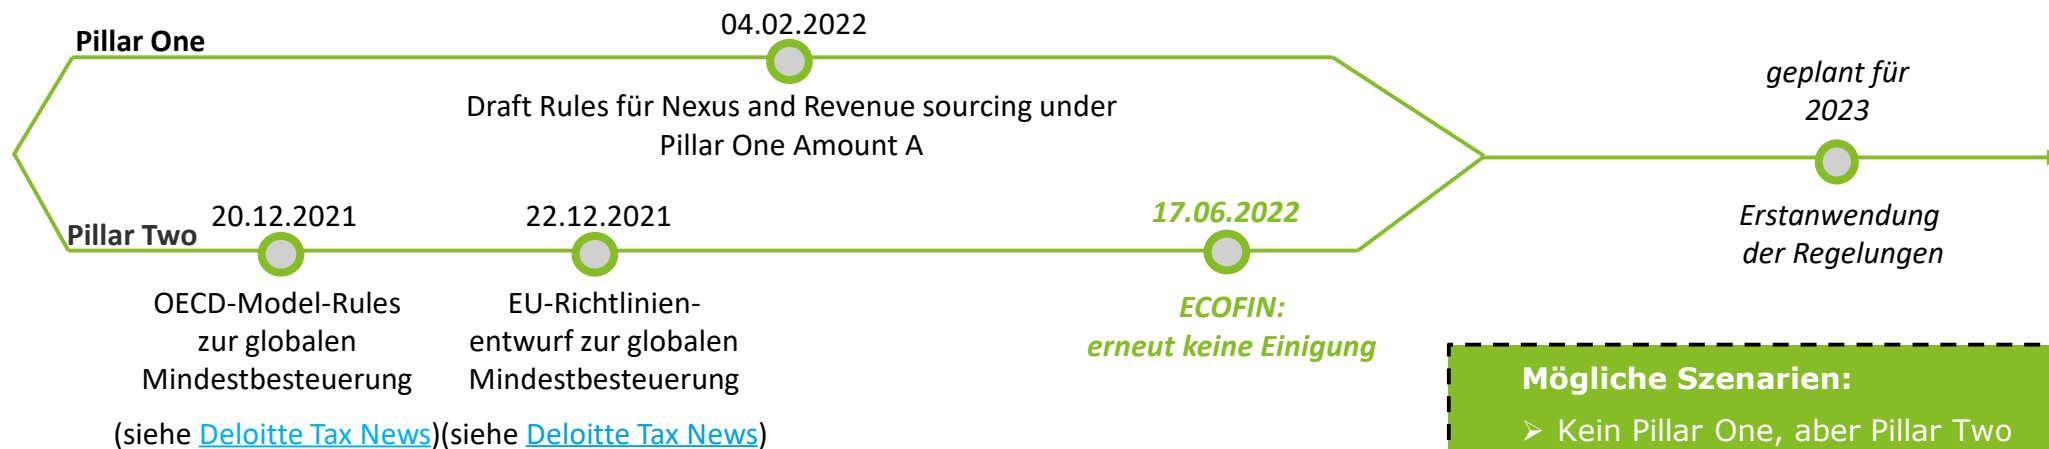 Pillar One
04.02.2022
Draft Rules für Nexus and Revenue sourcing under
Pillar One Amount A
geplant für
2023
Erstanwendung
der Regelungen
Pillar Two
20.12.2021
OECD-Model-Rules
zur globalen
Mindestbesteuerung
(siehe Deloitte Tax News)
22.12.2021
EU-Richtlinien-
entwurf zur globalen
Mindestbesteuerung
(siehe Deloitte Tax News)
17.06.2022
ECOFIN:
erneut keine Einigung
Mögliche Szenarien:
➢ Kein Pillar One, aber Pillar Two